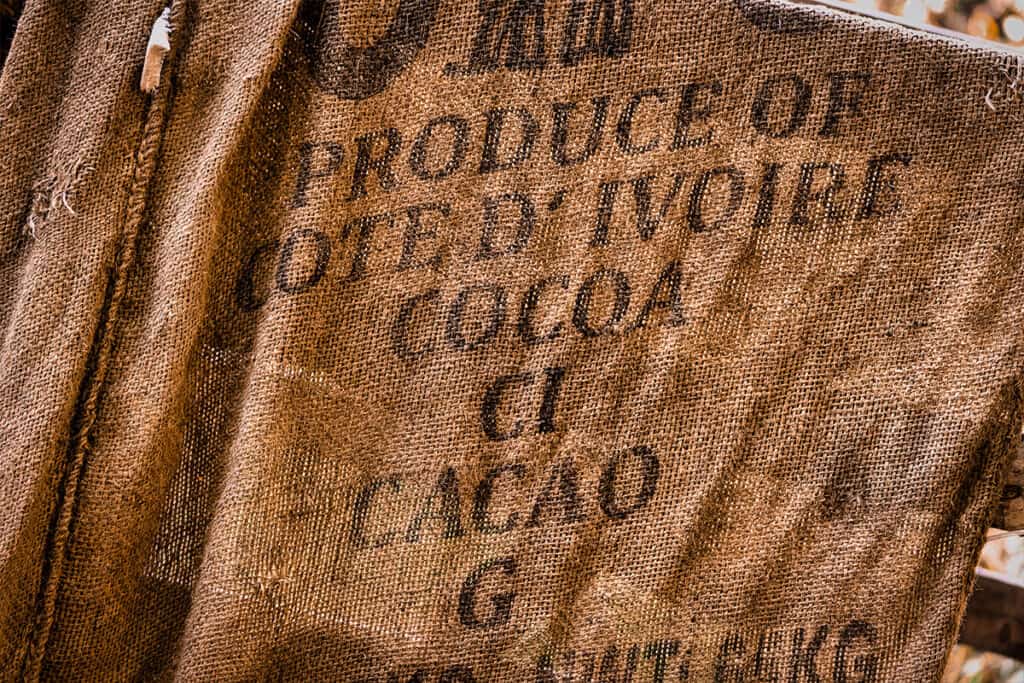 PRODUCE OF
COTE D'IVOIRE
COCOA
CI
CACAO
G